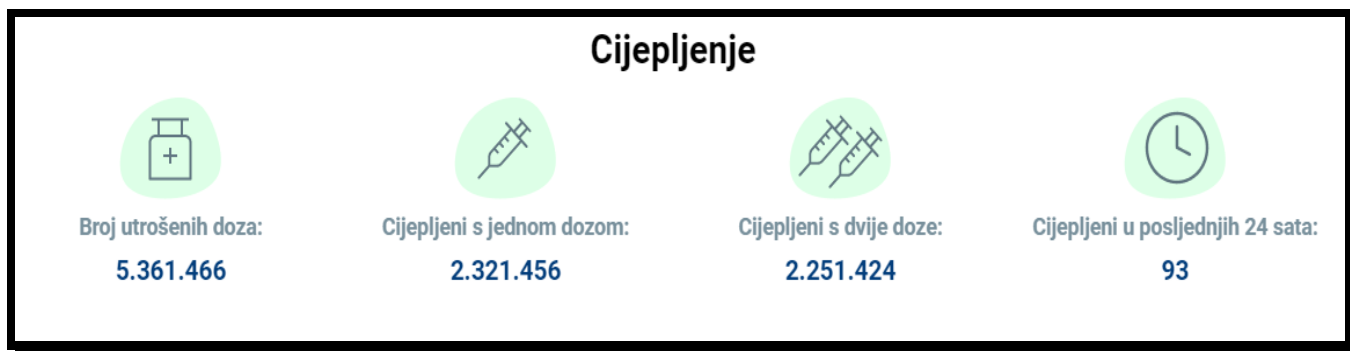 Cijepljenje
Broj utrošenih doza:
5.361.466
Cijepljeni s jednom dozom:
2.321.456
Cijepljeni s dvije doze:
2.251.424
Cijepljeni u posljednjih 24 sata:
93